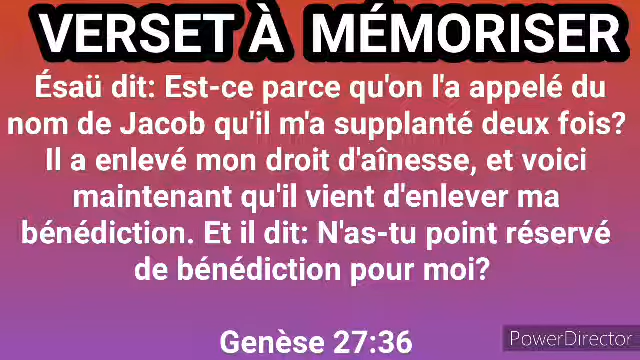 VERSET À MÉMORISER
Ésaü dit: Est-ce parce qu'on l'a appelé du
nom de Jacob qu'il m'a supplanté deux fois?
Il a enlevé mon droit d'aînesse, et voici
maintenant qu'il vient d'enlever ma
bénédiction. Et il dit: N'as-tu point réservé
de bénédiction pour moi?
Genèse 27:36
PowerDirector